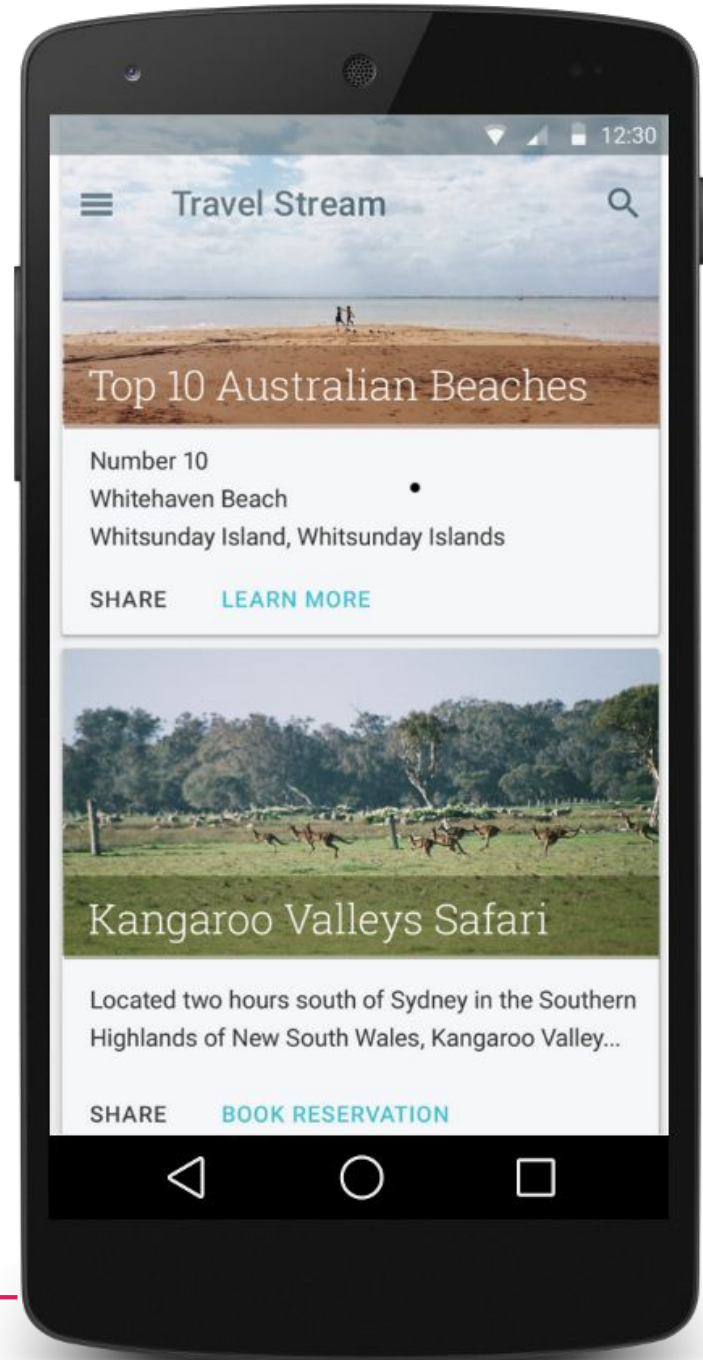 12:30
Travel Stream
Top 10 Australian Beaches
Number 10
Whitehaven Beach
Whitsunday Island, Whitsunday Islands
SHARE LEARN MORE
Kangaroo Valleys Safari
Located two hours south of Sydney in the Southern
Highlands of New South Wales, Kangaroo Valley...
SHARE BOOK RESERVATION